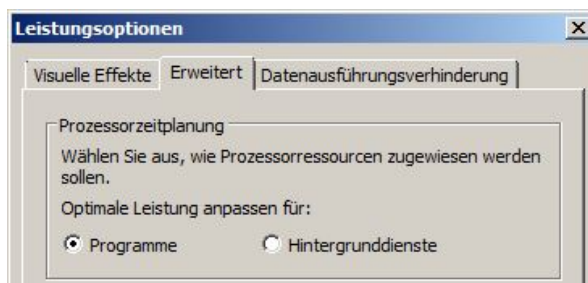 Leistungsoptionen
Visuelle Effekte Erweitert Datenausführungsverhinderung
Prozessorzeitplanung
Wählen Sie aus, wie Prozessorressourcen zugewiesen werden
sollen.
Optimale Leistung anpassen für:
Programme Hintergrunddienste